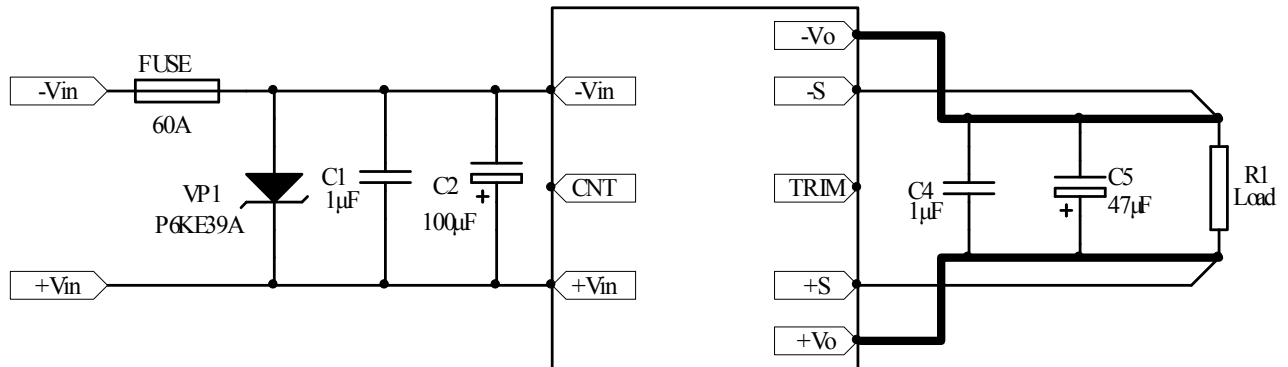 -Vo
FUSE
-Vin
-Vin
-S
60A
VP1
P6KE39A
C1
1μF
C2
100μF
+
CNT
TRIM
C4
1μF
C5
47μF
+
R1
Load
+Vin
+Vin
+S
+Vo